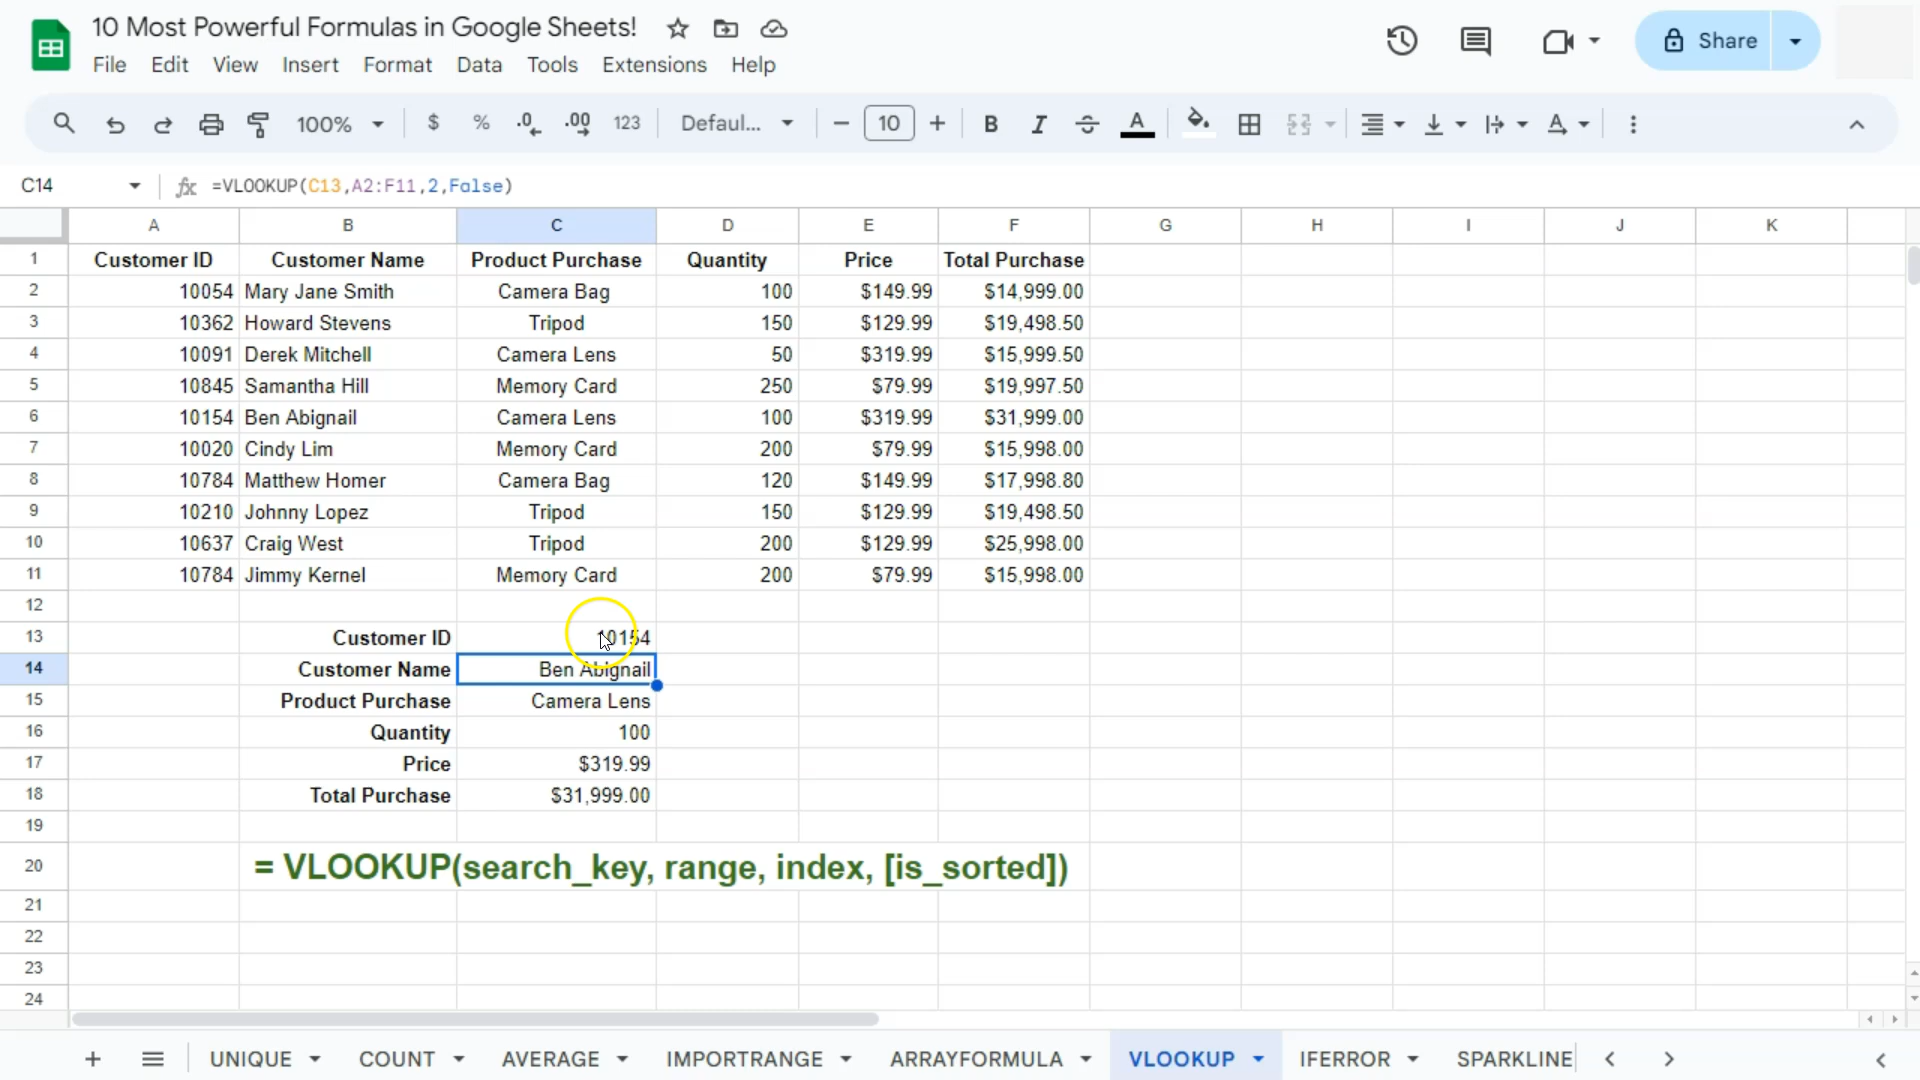 10 Most Powerful Formulas in Google Sheets!
File Edit View Insert Format Data Tools Extensions Help
Share
100% $ % .0 .00 123 Defaul... 10 B I A
C14 fx =VLOOKUP(C13,A2:F11,2,False)
A B C D E F G H I J K
1 Customer ID Customer Name Product Purchase Quantity Price Total Purchase
2 10054 Mary Jane Smith Camera Bag 100 $149.99 $14,999.00
3 10362 Howard Stevens Tripod 150 $129.99 $19,498.50
4 10091 Derek Mitchell Camera Lens 50 $319.99 $15,999.50
5 10845 Samantha Hill Memory Card 250 $79.99 $19,997.50
6 10154 Ben Abignail Camera Lens 100 $319.99 $31,999.00
7 10020 Cindy Lim Memory Card 200 $79.99 $15,998.00
8 10784 Matthew Homer Camera Bag 120 $149.99 $17,998.80
9 10210 Johnny Lopez Tripod 150 $129.99 $19,498.50
10 10637 Craig West Tripod 200 $129.99 $25,998.00
11 10784 Jimmy Kernel Memory Card 200 $79.99 $15,998.00
12
13 Customer ID 10154
14 Customer Name Ben Abignail
15 Product Purchase Camera Lens
16 Quantity 100
17 Price $319.99
18 Total Purchase $31,999.00
19
20 = VLOOKUP(search_key, range, index, [is_sorted])
21
22
23
24
UNIQUE COUNT AVERAGE IMPORTRANGE ARRAYFORMULA VLOOKUP IFERROR SPARKLINE